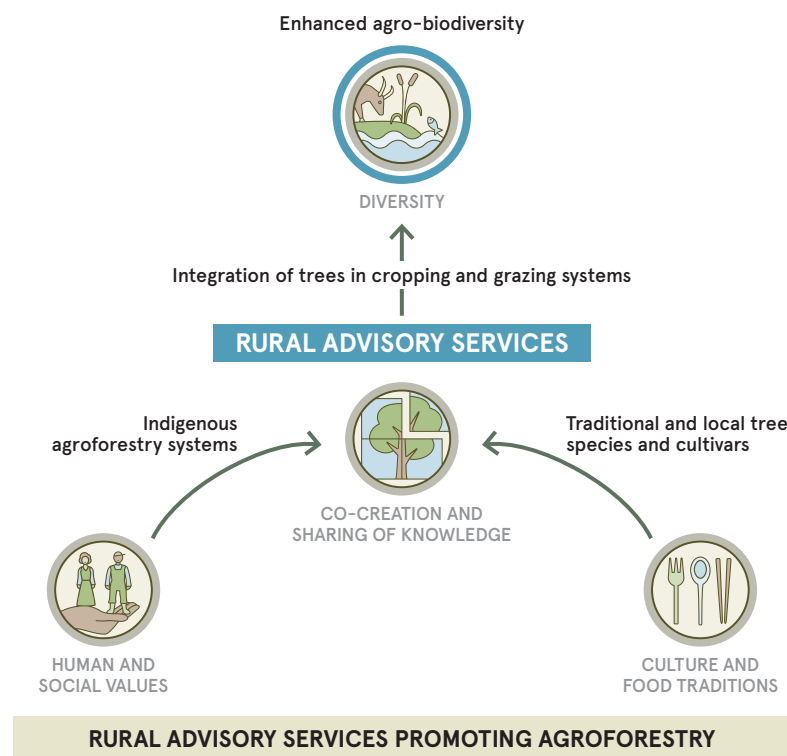 Enhanced agro-biodiversity
DIVERSITY
Integration of trees in cropping and grazing systems
RURAL ADVISORY SERVICES
Indigenous
agroforestry systems
Traditional and local tree
species and cultivars
CO-CREATION AND
SHARING OF KNOWLEDGE
HUMAN AND
SOCIAL VALUES
CULTURE AND
FOOD TRADITIONS
RURAL ADVISORY SERVICES PROMOTING AGROFORESTRY